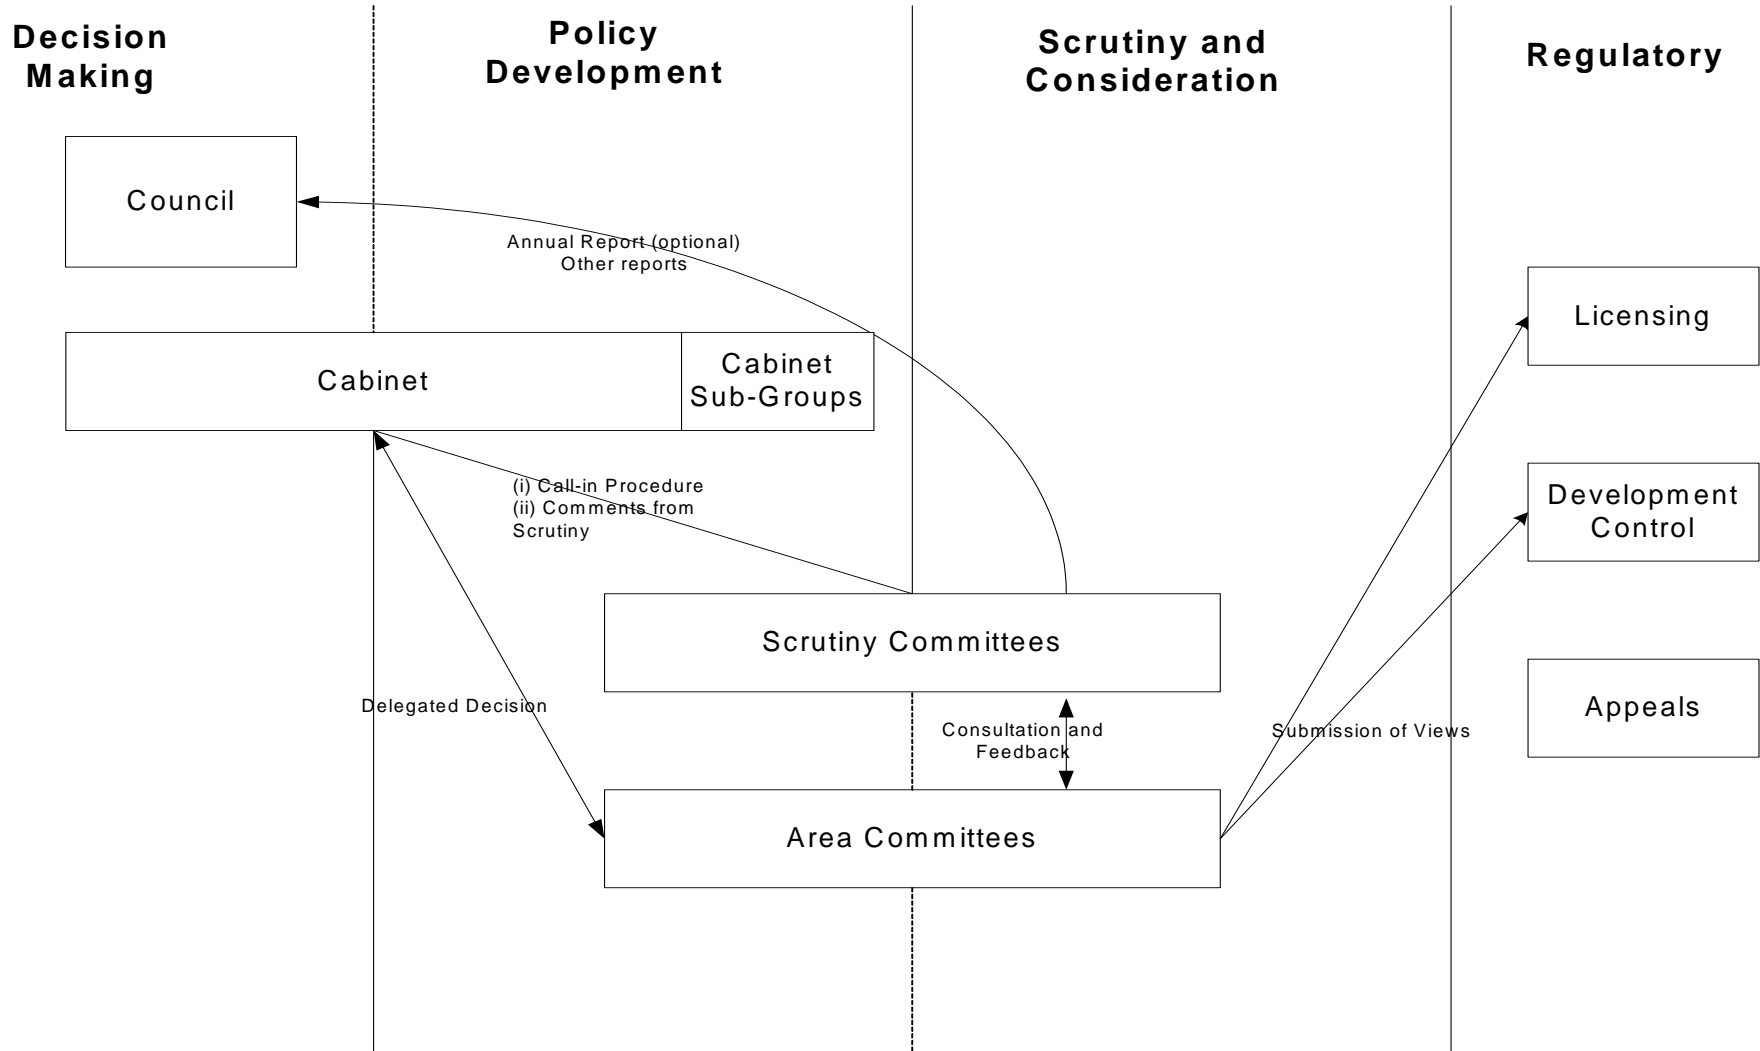 Decision
Making
Policy
Development
Scrutiny and
Consideration
Regulatory
Council
Annual Report (optional)
Other reports
Licensing
Cabinet
Cabinet
Sub-Groups
(i) Call-in Procedure
(ii) Comments from
Scrutiny
Development
Control
Scrutiny Committees
Delegated Decision
Consultation and
Feedback
Submission of Views
Appeals
Area Committees